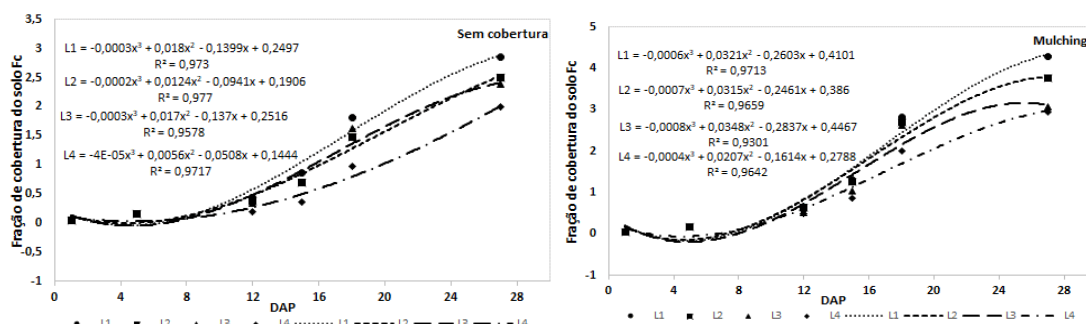 Sem cobertura
L1 = -0,0003x³ + 0,018x² - 0,1399x + 0,2497
R² = 0,973
L2 = -0,0002x³ + 0,0124x² - 0,0941x + 0,1906
R² = 0,977
L3 = -0,0003x³ + 0,017x² - 0,137x + 0,2516
R² = 0,9578
L4 = -4E-05x³ + 0,0056x² - 0,0508x + 0,1444
R² = 0,9717
Fração de cobertura do solo Fc
3,5
3
2,5
2
1,5
1
0,5
0
-0,5
-1
0 4 8 12 16 20 24 28
DAP
L1 L2 L3 L4 L1 L2 L3 L4
Mulching
L1 = -0,0006x³ + 0,0321x² - 0,2603x + 0,4101
R² = 0,9713
L2 = -0,0007x³ + 0,0315x² - 0,2461x + 0,386
R² = 0,9659
L3 = -0,0008x³ + 0,0348x² - 0,2837x + 0,4467
R² = 0,9301
L4 = -0,0004x³ + 0,0207x² - 0,1614x + 0,2788
R² = 0,9642
Fração de cobertura do solo Fc
5
4
3
2
1
0
-1
0 4 8 12 16 20 24 28
DAP
L1 L2 L3 L4 L1 L2 L3 L4